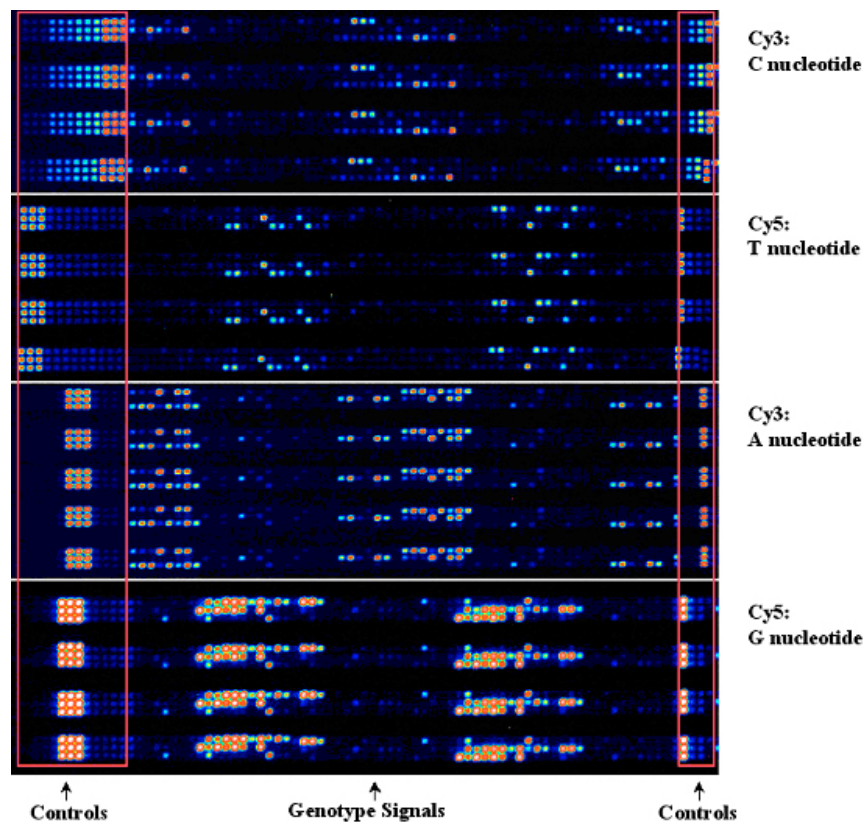 Cy3:
C nucleotide
Cy5:
T nucleotide
Cy3:
A nucleotide
Cy5:
G nucleotide
Controls
Genotype Signals
Controls